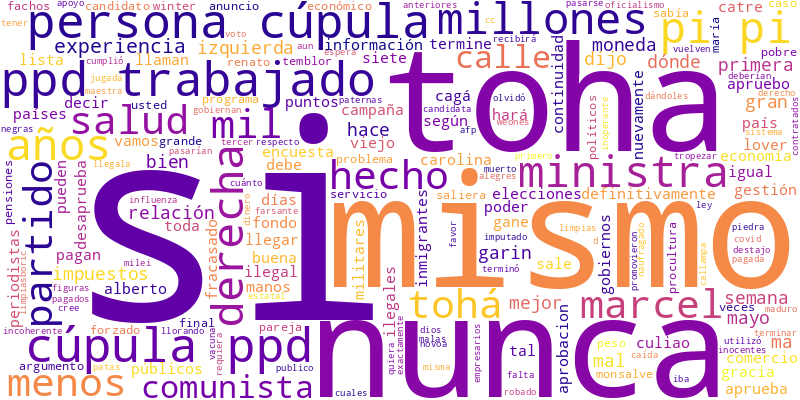 fachos candidato winter anuncio económico anteriores oficialismo pasarse caso
apoyo voto aun cc sabía catre
persona cúpula millones pi pi
tener experiencia izquierda llaman información termine calle moneda vuelven maría pobre
lista renato temblor siete espera recibirá dijo dónde primera
ppd trabajado toha
cumplió jugada maestra continuidad deberían apruebo
decir usted programa puntos paternas cagá olvidó candidata hará dándoles derecho
países gobiernan campaña según afp weones políticos inoperante nuevamente país gran
negras salud mil hace viejo sistema contratados
años vamos grande tercer respecto encuesta problema carolina primaro lover economía
pasarían bien debe muerto alegres tropezar
pensiones llegala pueden desaprueba cuánto si hecho ministra igual
partido influenza relación derecha días servicio saliera elecciones definitivamente gestión
toda dinero farsante fondo poder favor ley
periodistas pagan fracasado llegar militares mismo inmigrantes gane limpias d piedra
impuestos milei buena imputado garin gobiernos promovieron naufragado procultura covid destajo
limpiasboric figuras alberto ilegal manos terminó sale callampa pagada
pagados cree estatal ilegales tohá mejor marcel semana
incoherente forzado final pareja dios novoa malas aprobacion veces maduro
llorando vacuna requiera nunca tal peso caída mayo terminar
cúpula ppd quiera exactamente empresarios culiao utilizó inocentes ma
argumento patas públicos publico mal comercio
menos comunista misma falta monsalve gracia
cuales robado iba aprueba